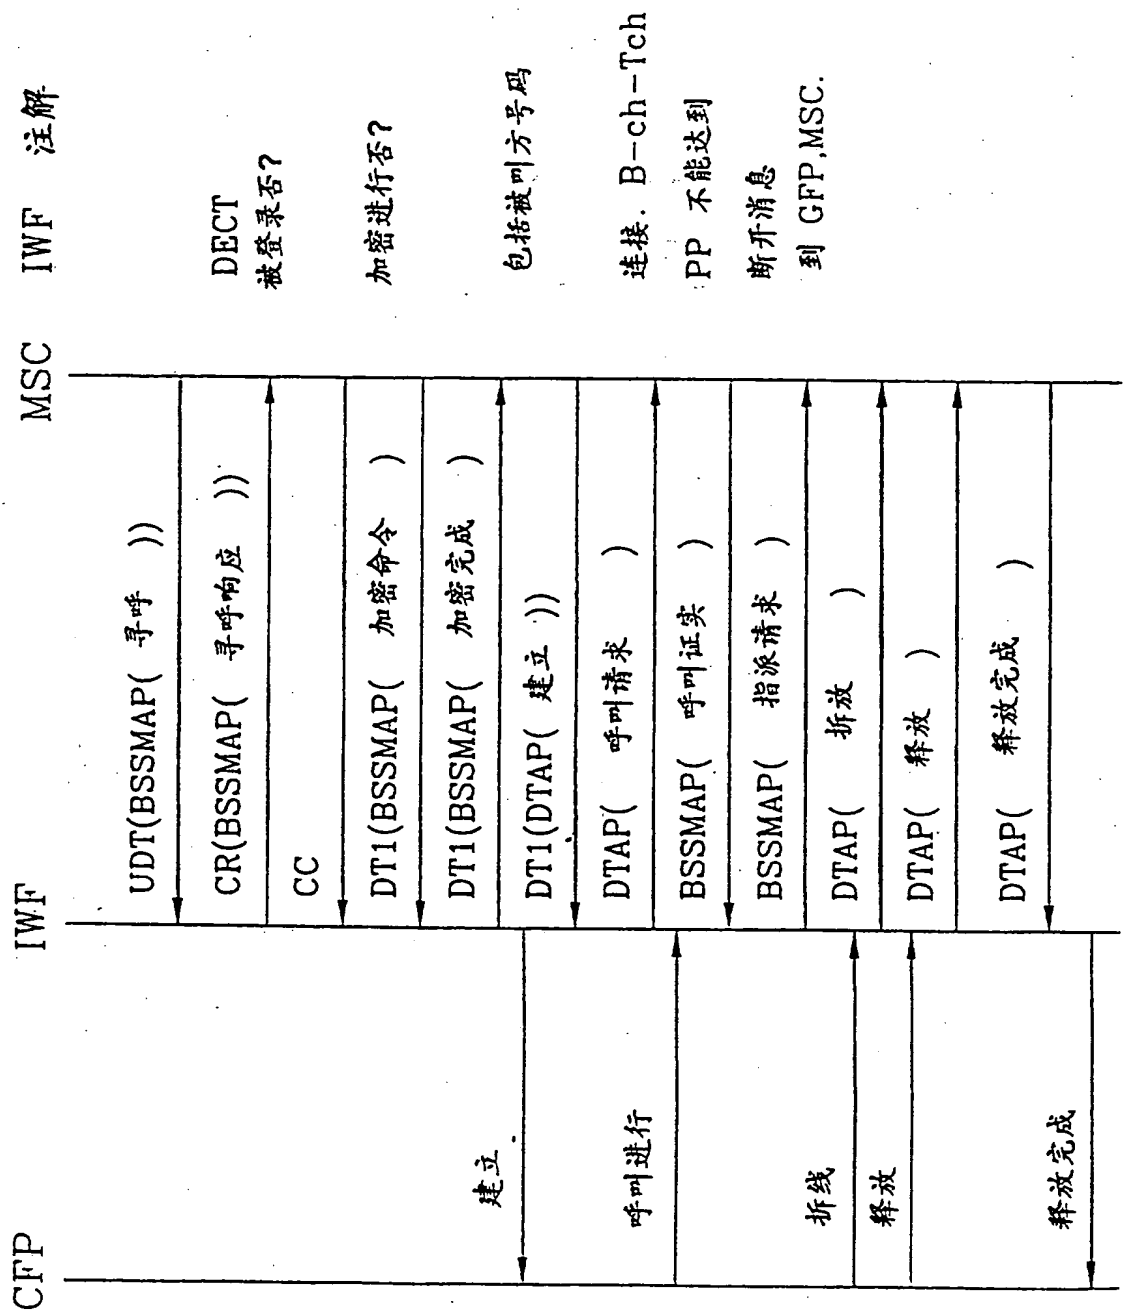 CFP
IWF
MSC
IWF 注解
UDT(BSSMAP( 寻呼 ))
CR(BSSMAP( 寻呼响应 ))
DECT
被登录否?
CC
DT1(BSSMAP( 加密命令 )
加密进行否?
DT1(BSSMAP( 加密完成 )
建立
DT1(DTAP( 建立 ))
包括被叫方号码
DTAP( 呼叫请求 )
呼叫进行
BSSMAP( 呼叫证实 )
连接. B-ch-Tch
PP 不能达到
BSSMAP( 指派请求 )
断开消息
到 GFP,MSC.
拆线
DTAP( 拆放 )
释放
DTAP( 释放 )
DTAP( 释放完成 )
释放完成